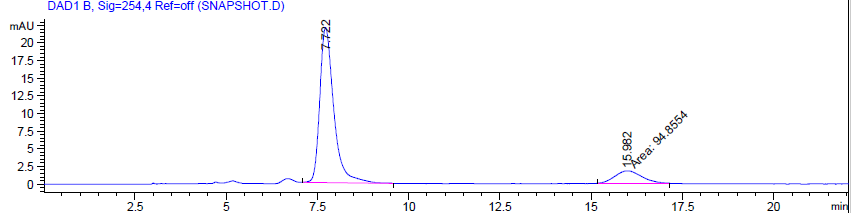 DAD1 B, Sig=254,4 Ref=off (SNAPSHOT.D)
mAU
20
17.5
15
12.5
10
7.5
5
2.5
0
7.722
15.982
Area: 94.8554
2.5 5 7.5 10 12.5 15 17.5 20 min